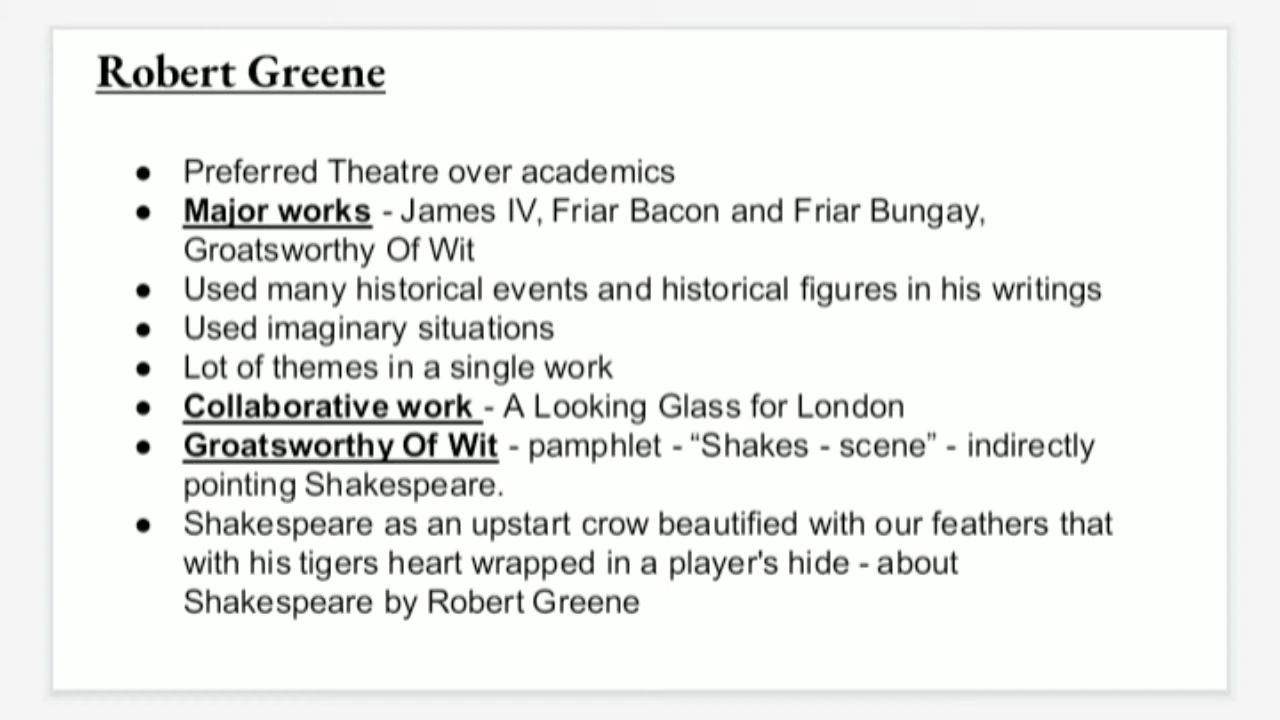 Robert Greene
● Preferred Theatre over academics
● Major works - James IV, Friar Bacon and Friar Bungay,
Groatsworthy Of Wit
● Used many historical events and historical figures in his writings
● Used imaginary situations
● Lot of themes in a single work
● Collaborative work - A Looking Glass for London
● Groatsworthy Of Wit - pamphlet - “Shakes - scene” - indirectly
pointing Shakespeare.
● Shakespeare as an upstart crow beautified with our feathers that
with his tigers heart wrapped in a player's hide - about
Shakespeare by Robert Greene